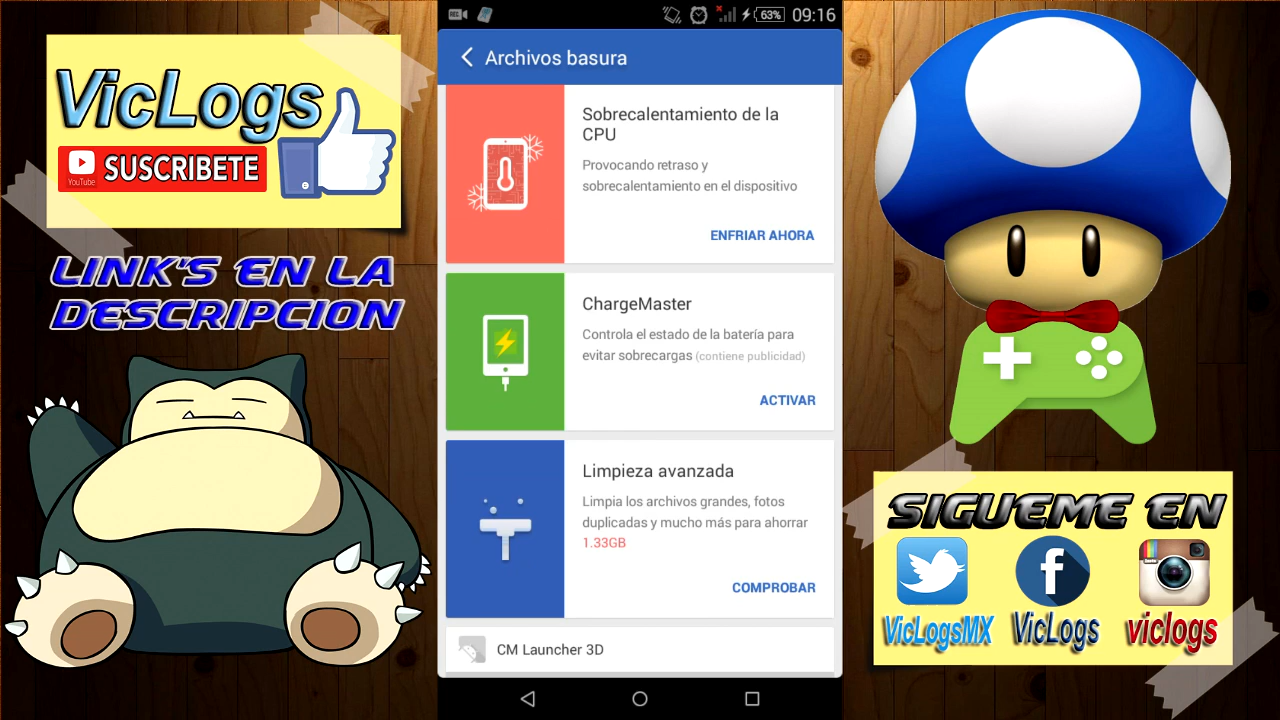 VicLogs
YouTube
SUSCRIBETE
LINK'S EN LA
DESCRIPCION
REC
63%
09:16
Archivos basura
Sobrecalentamiento de la
CPU
Provocando retraso y
sobrecalentamiento en el dispositivo
ENFRIAR AHORA
ChargeMaster
Controla el estado de la batería para
evitar sobrecargas (contiene publicidad)
ACTIVAR
Limpieza avanzada
Limpia los archivos grandes, fotos
duplicadas y mucho más para ahorrar
1.33GB
COMPROBAR
CM Launcher 3D
SIGUEME EN
VicLogsMX
VicLogs
viclogs